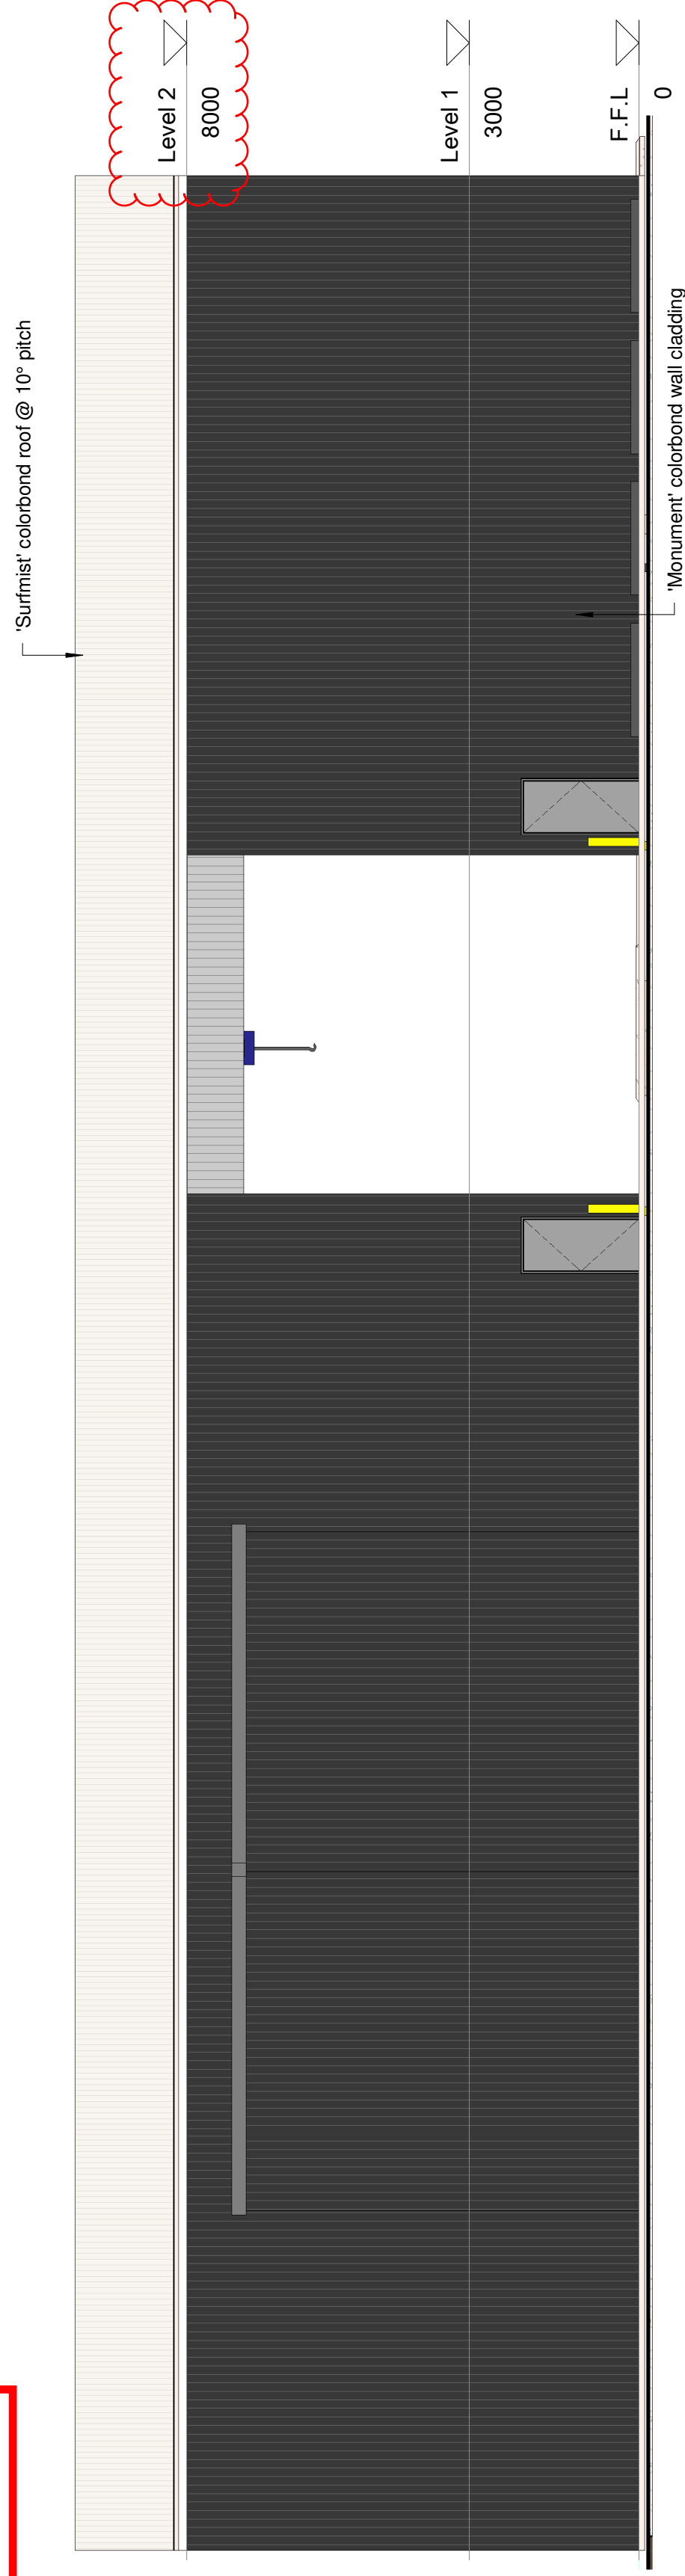 'Surfmist' colorbond roof @ 10° pitch
Level 2
8000
Level 1
3000
F.F.L
0
'Monument' colorbond wall cladding